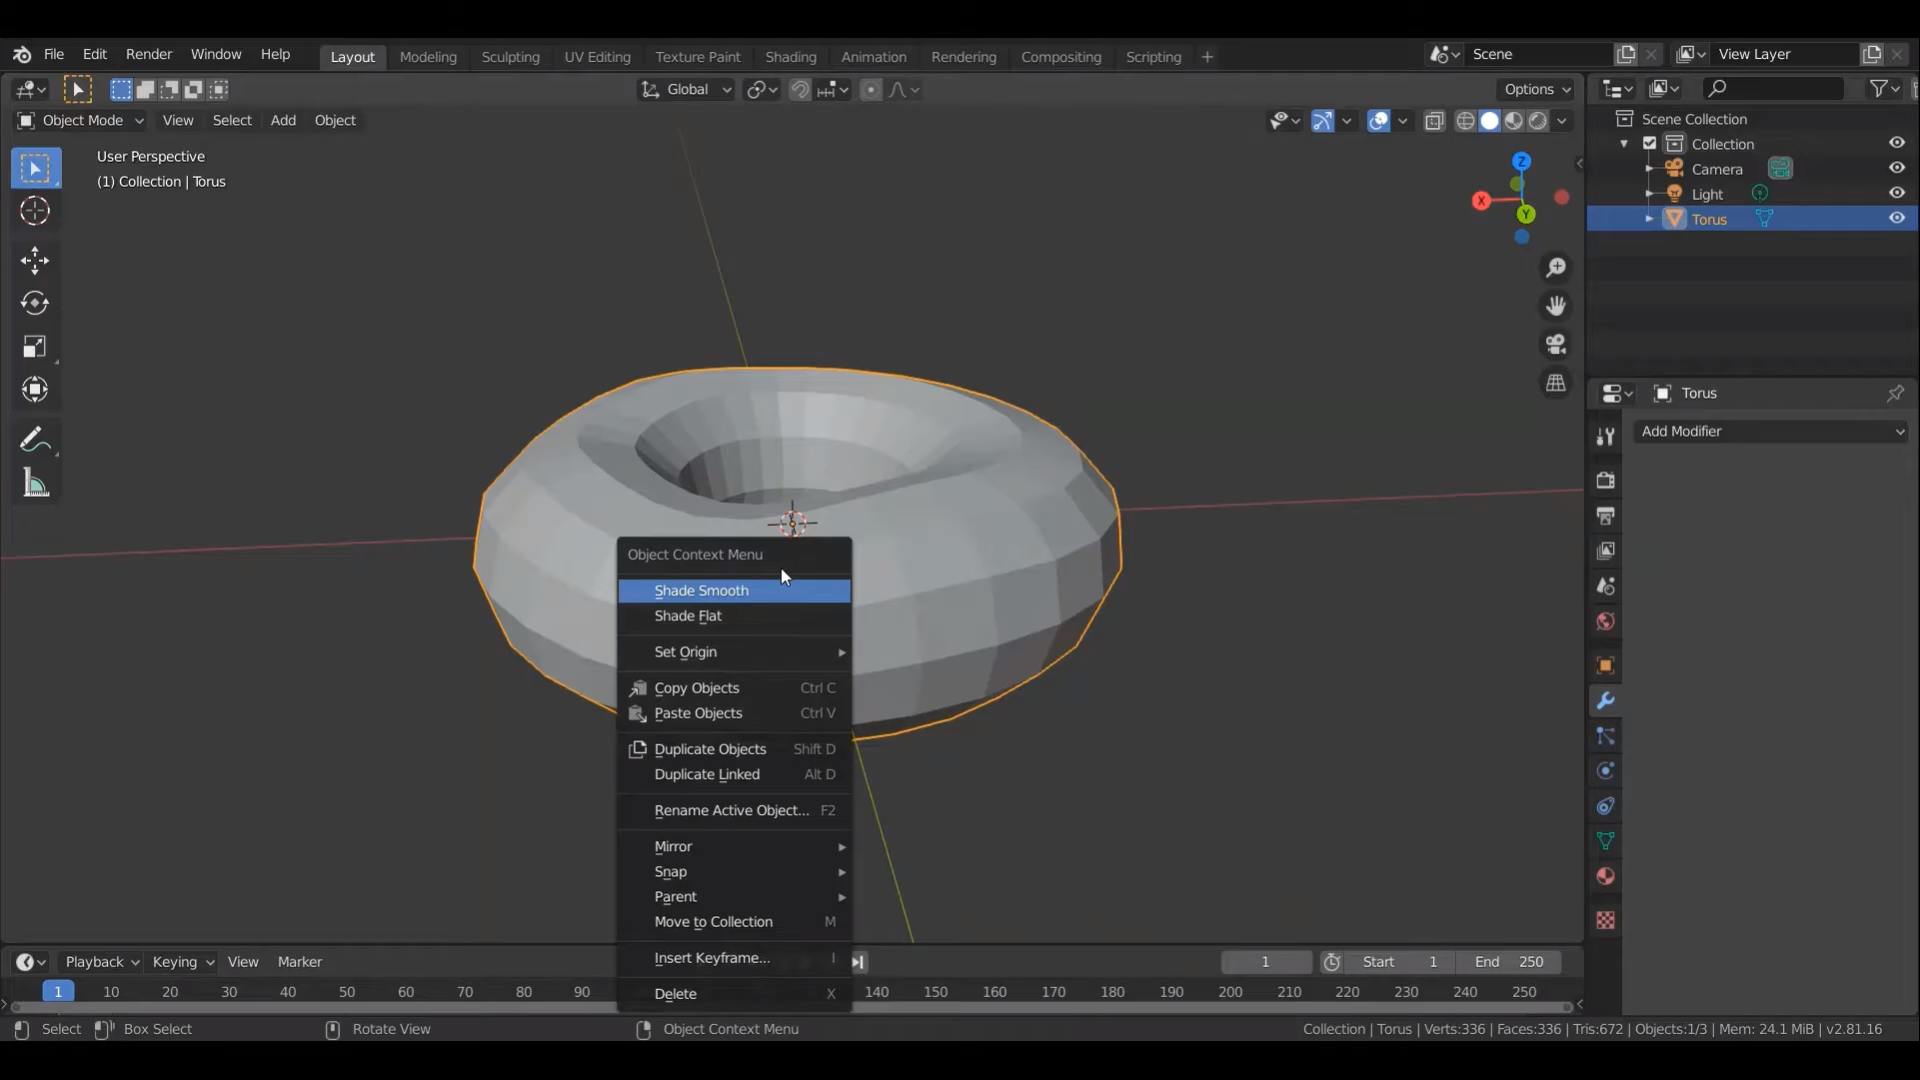 File Edit Render Window Help Layout Modeling Sculpting UV Editing Texture Paint Shading Animation Rendering Compositing Scripting + Scene View Layer
Global Options
Object Mode View Select Add Object
User Perspective
(1) Collection | Torus
Z
X
Y
Scene Collection
Collection
Camera
Light
Torus
Torus
Add Modifier
Object Context Menu
Shade Smooth
Shade Flat
Set Origin
Copy Objects Ctrl C
Paste Objects Ctrl V
Duplicate Objects Shift D
Duplicate Linked Alt D
Rename Active Object... F2
Mirror
Snap
Parent
Move to Collection M
Insert Keyframe... I
Delete X
Playback Keying View Marker 1 Start 1 End 250
1 10 20 30 40 50 60 70 80 90 140 150 160 170 180 190 200 210 220 230 240 250
Select Box Select Rotate View Object Context Menu Collection | Torus | Verts:336 | Faces:336 | Tris:672 | Objects:1/3 | Mem: 24.1 MiB | v2.81.16